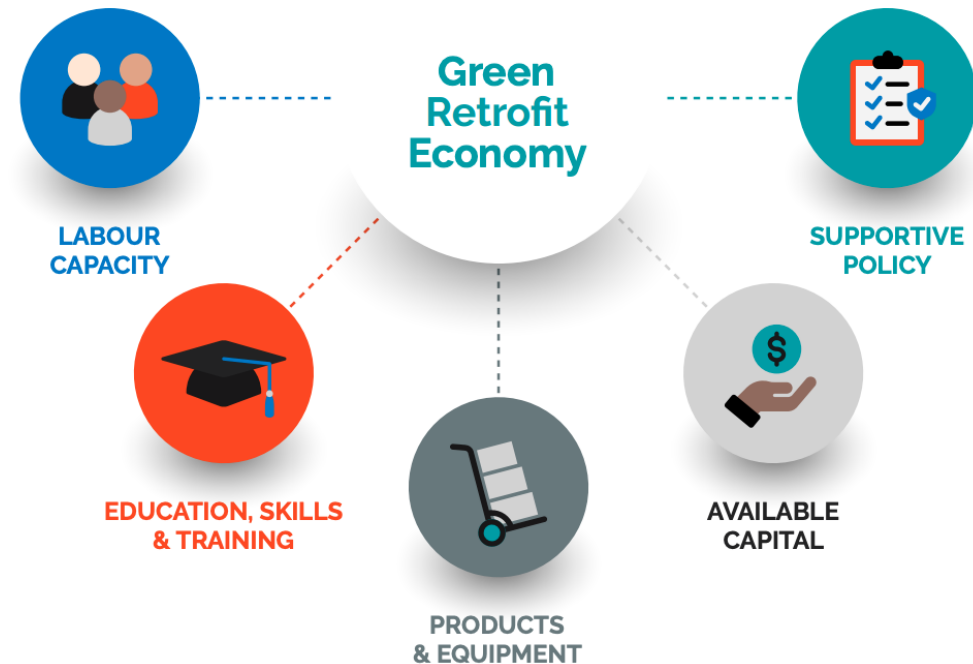 Green
Retrofit
Economy
LABOUR
CAPACITY
SUPPORTIVE
POLICY
EDUCATION, SKILLS
& TRAINING
$
AVAILABLE
CAPITAL
PRODUCTS
& EQUIPMENT